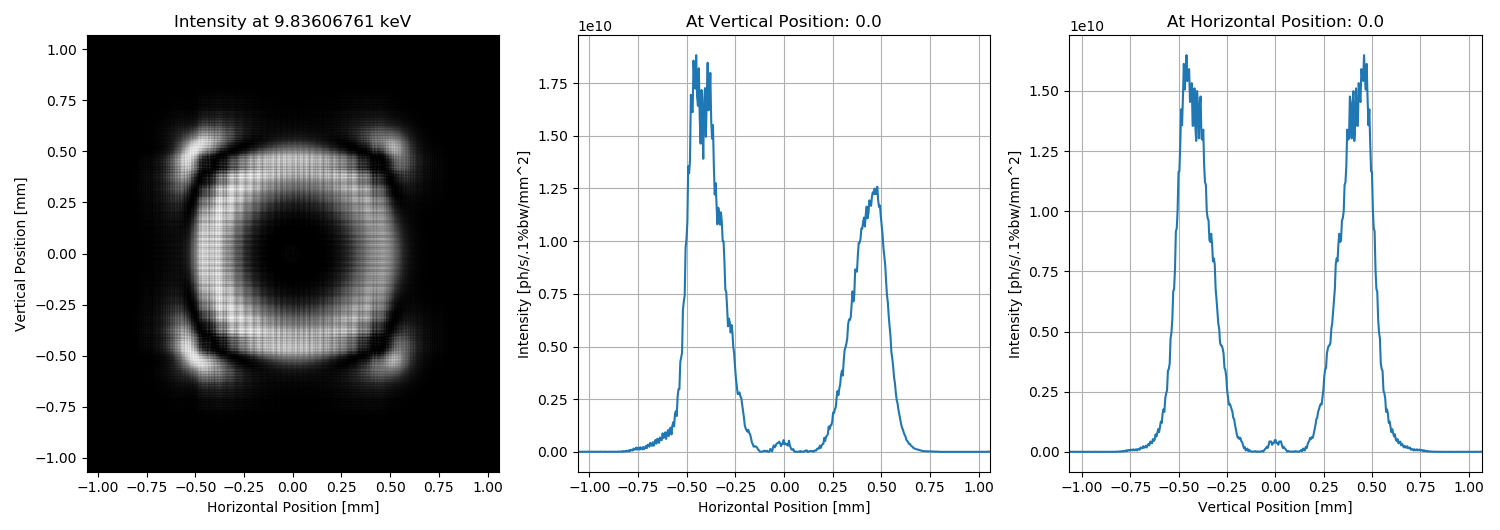 Intensity at 9.83606761 keV
1.00
0.75
0.50
0.25
0.00
−0.25
−0.50
−0.75
−1.00
Vertical Position [mm]
−1.00 −0.75 −0.50 −0.25 0.00 0.25 0.50 0.75 1.00
Horizontal Position [mm]
At Vertical Position: 0.0
1e10
1.75
1.50
1.25
1.00
0.75
0.50
0.25
0.00
Intensity [ph/s/.1%bw/mm^2]
−1.00 −0.75 −0.50 −0.25 0.00 0.25 0.50 0.75 1.00
Horizontal Position [mm]
At Horizontal Position: 0.0
1e10
1.50
1.25
1.00
0.75
0.50
0.25
0.00
Intensity [ph/s/.1%bw/mm^2]
−1.00 −0.75 −0.50 −0.25 0.00 0.25 0.50 0.75 1.00
Vertical Position [mm]